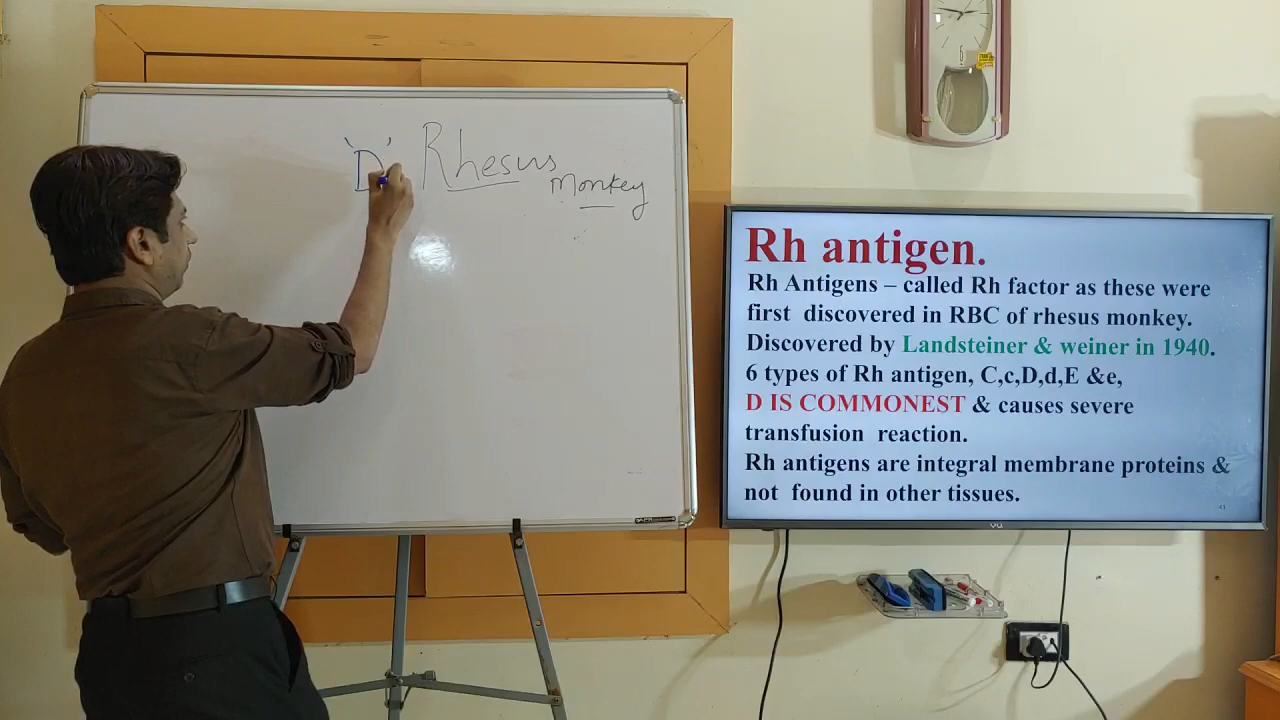 'D' Rhesus
monkey
Rh antigen.
Rh Antigens – called Rh factor as these were
first discovered in RBC of rhesus monkey.
Discovered by Landsteiner & weiner in 1940.
6 types of Rh antigen, C,c,D,d,E &e,
D IS COMMONEST & causes severe
transfusion reaction.
Rh antigens are integral membrane proteins &
not found in other tissues.
41